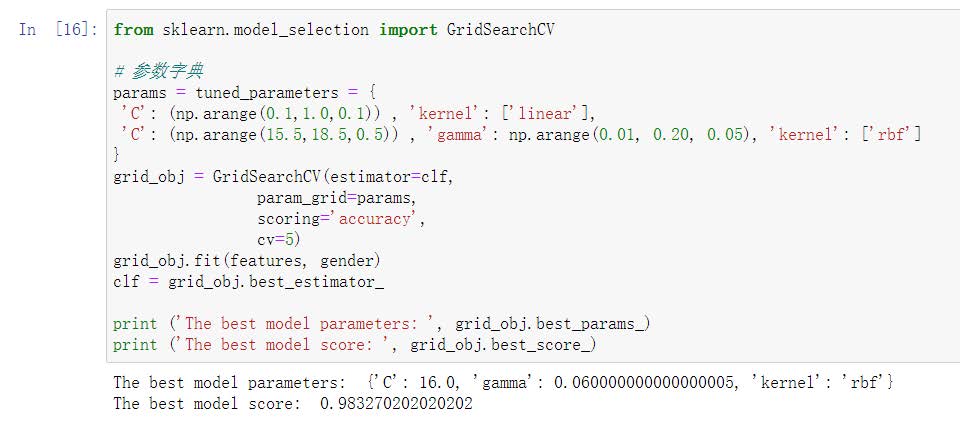 In [16]: from sklearn.model_selection import GridSearchCV
# 参数字典
params = tuned_parameters = {
'C': (np.arange(0.1,1.0,0.1)) , 'kernel': ['linear'],
'C': (np.arange(15.5,18.5,0.5)) , 'gamma': np.arange(0.01, 0.20, 0.05), 'kernel': ['rbf']
}
grid_obj = GridSearchCV(estimator=clf,
param_grid=params,
scoring='accuracy',
cv=5)
grid_obj.fit(features, gender)
clf = grid_obj.best_estimator_
print ('The best model parameters: ', grid_obj.best_params_)
print ('The best model score: ', grid_obj.best_score_)
The best model parameters:  {'C': 16.0, 'gamma': 0.060000000000000005, 'kernel': 'rbf'}
The best model score:  0.983270202020202